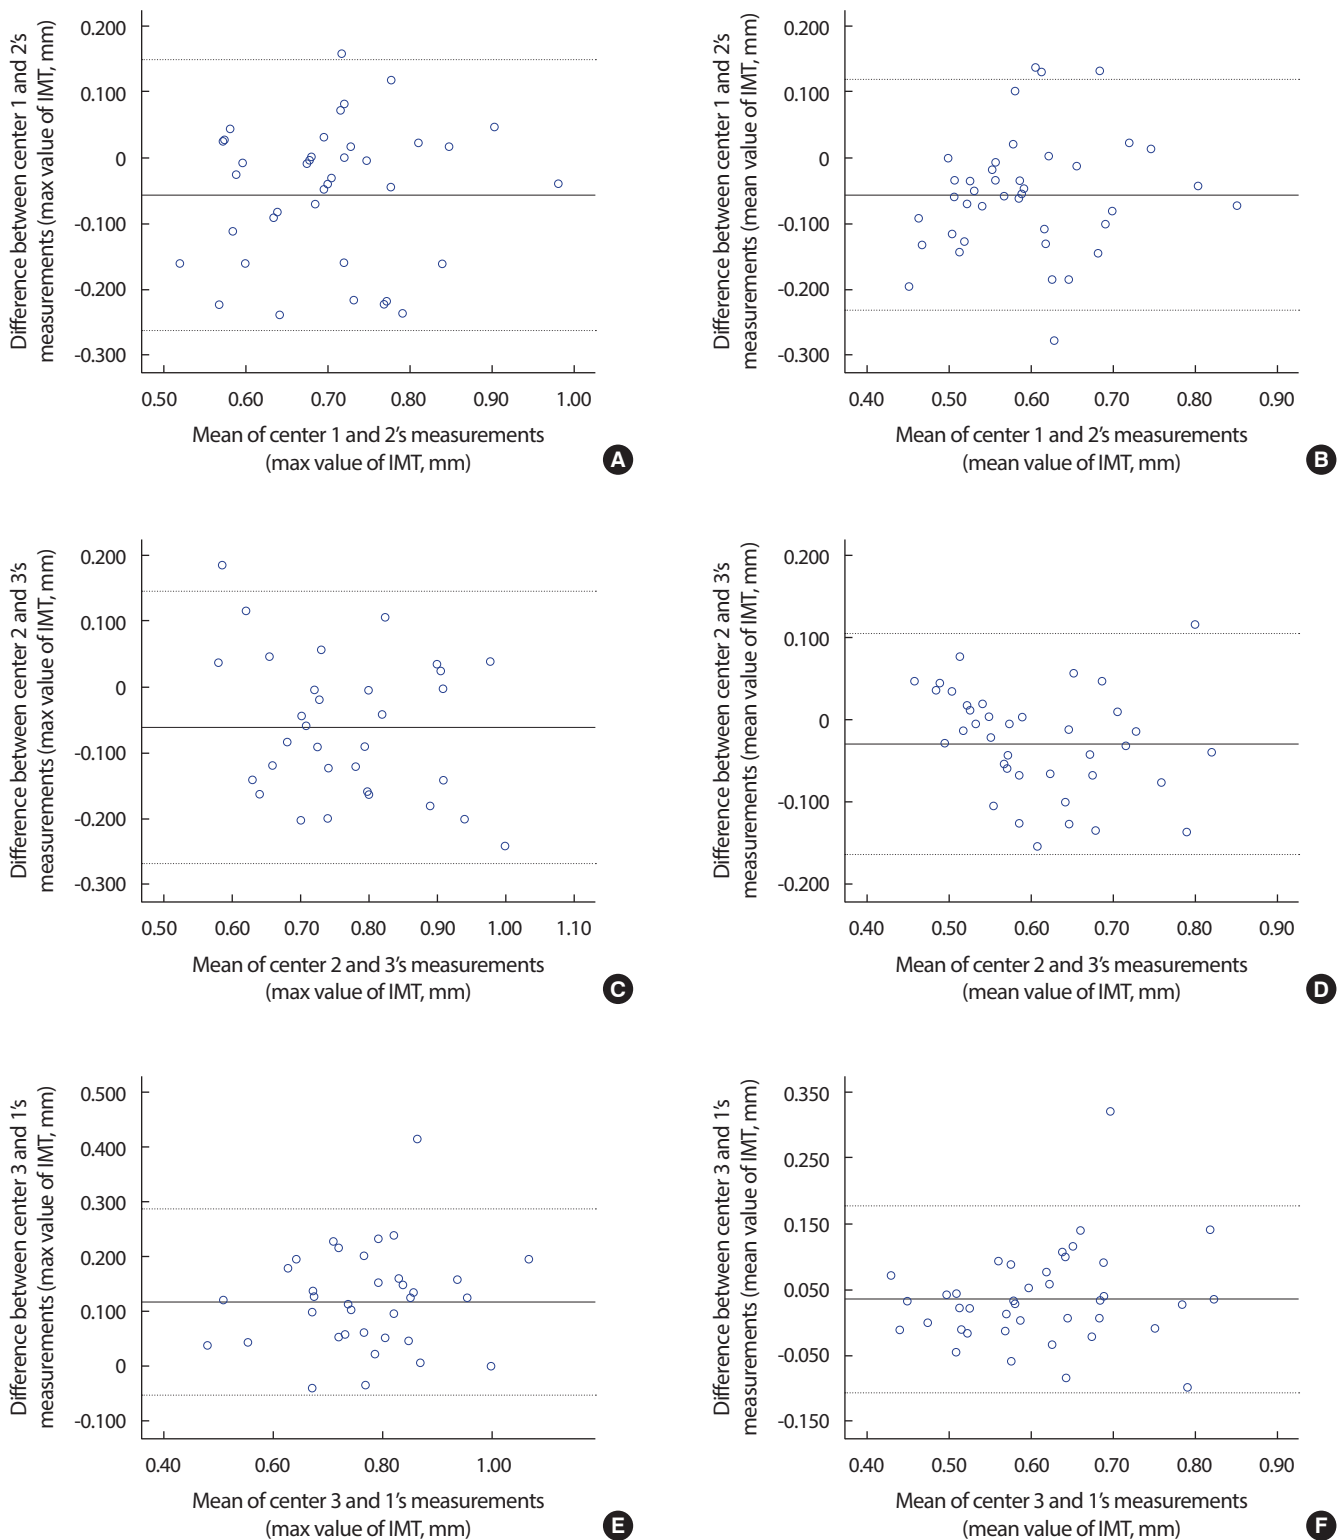 Difference between center 1 and 2's
measurements (max value of IMT, mm)
0.200
0.100
0
-0.100
-0.200
-0.300
0.50 0.60 0.70 0.80 0.90 1.00
Mean of center 1 and 2's measurements
(max value of IMT, mm)
A
Difference between center 1 and 2's
measurements (mean value of IMT, mm)
0.200
0.100
0
-0.100
-0.200
-0.300
0.40 0.50 0.60 0.70 0.80 0.90
Mean of center 1 and 2's measurements
(mean value of IMT, mm)
B
Difference between center 2 and 3's
measurements (max value of IMT, mm)
0.200
0.100
0
-0.100
-0.200
-0.300
0.50 0.60 0.70 0.80 0.90 1.00 1.10
Mean of center 2 and 3's measurements
(max value of IMT, mm)
C
Difference between center 2 and 3's
measurements (mean value of IMT, mm)
0.200
0.100
0
-0.100
-0.200
0.40 0.50 0.60 0.70 0.80 0.90
Mean of center 2 and 3's measurements
(mean value of IMT, mm)
D
Difference between center 3 and 1's
measurements (max value of IMT, mm)
0.500
0.400
0.300
0.200
0.100
0
-0.100
0.40 0.60 0.80 1.00
Mean of center 3 and 1's measurements
(max value of IMT, mm)
E
Difference between center 3 and 1's
measurements (mean value of IMT, mm)
0.350
0.250
0.150
0.050
-0.050
-0.150
0.40 0.50 0.60 0.70 0.80 0.90
Mean of center 3 and 1's measurements
(mean value of IMT, mm)
F